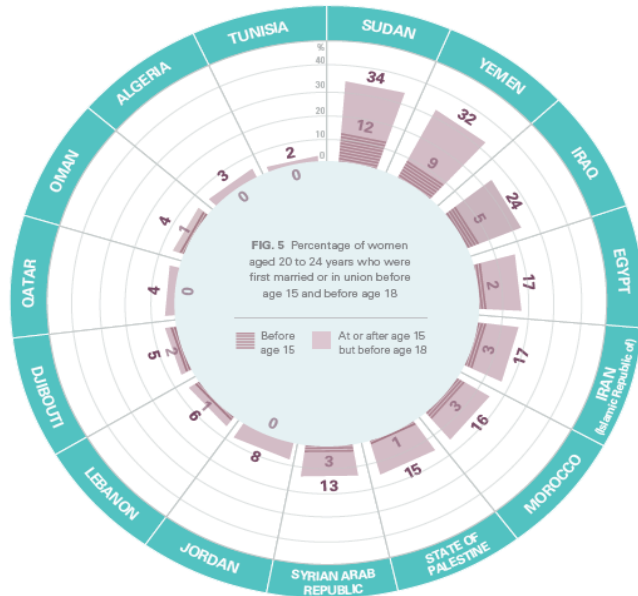 SUDAN
34
12
YEMEN
32
9
IRAQ
24
5
EGYPT
17
2
IRAN
(Islamic Republic of)
17
3
MOROCCO
16
3
STATE OF
PALESTINE
15
1
SYRIAN ARAB
REPUBLIC
13
3
JORDAN
8
0
LEBANON
6
1
DJIBOUTI
5
2
QATAR
4
0
OMAN
4
1
ALGERIA
3
0
TUNISIA
2
0
%
40
30
20
10
0
FIG. 5 Percentage of women
aged 20 to 24 years who were
first married or in union before
age 15 and before age 18
Before
age 15
At or after age 15
but before age 18